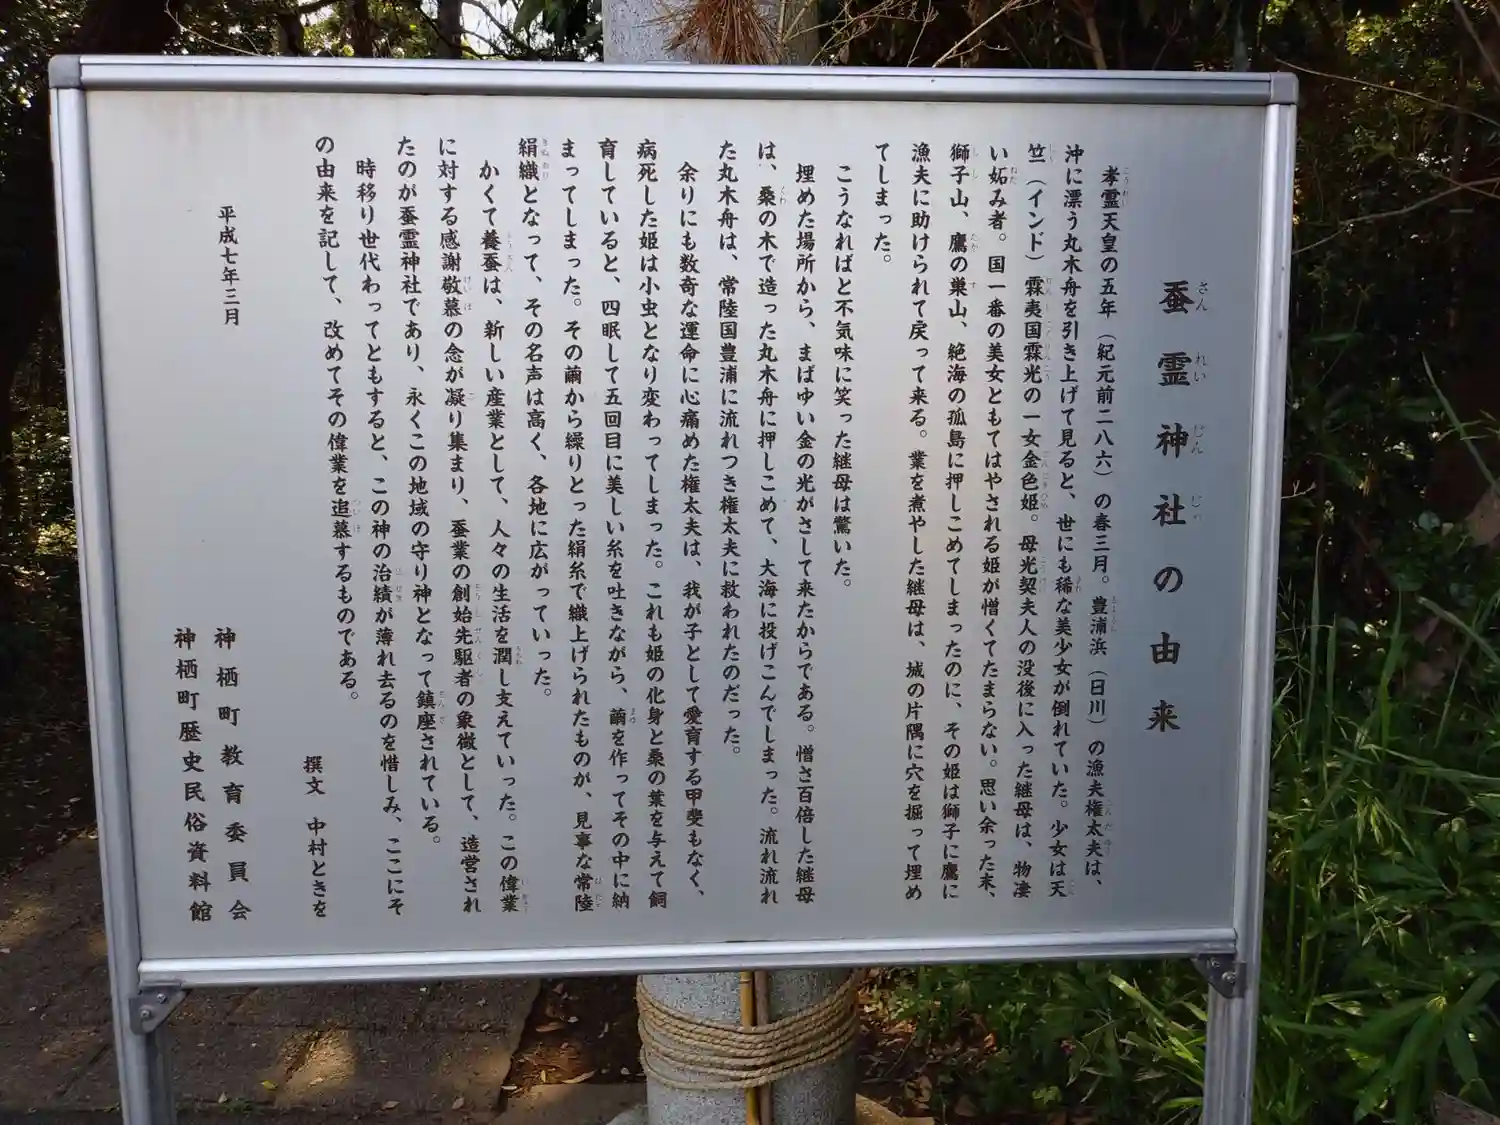 蚕霊神社の由来
孝霊天皇の五年（紀元前二八六）の春三月。豊浦浜（日川）の漁夫権太夫は、
沖に漂う丸木舟を引き上げて見ると、世にも稀な美少女が倒れていた。少女は天
竺（インド）霖夷国霖光の一女金色姫。母光契夫人の没後に入った継母は、物凄
い妬み者。国一番の美女ともてはやされる姫が憎くてたまらない。思い余った末、
獅子山、鷹の巣山、絶海の孤島に押しこめてしまったのに、その姫は獅子に鷹に
漁夫に助けられて戻って来る。業を煮やした継母は、城の片隅に穴を掘って埋め
てしまった。
こうなればと不気味に笑った継母は驚いた。
埋めた場所から、まばゆい金の光がさして来たからである。憎さ百倍した継母
は、桑の木で造った丸木舟に押しこめて、大海に投げこんでしまった。流れ流れ
た丸木舟は、常陸国豊浦に流れつき権太夫に救われたのだった。
余りにも数奇な運命に心痛めた権太夫は、我が子として愛育する甲斐もなく、
病死した姫は小虫となり変わってしまった。これも姫の化身と桑の葉を与えて飼
育していると、四眠して五回目に美しい糸を吐きながら、繭を作ってその中に納
まってしまった。その繭から繰りとった絹糸で織上げられたものが、見事な常陸
絹織となって、その名声は高く、各地に広がっていった。
かくて養蚕は、新しい産業として、人々の生活を潤し支えていった。この偉業
に対する感謝敬慕の念が凝り集まり、蚕業の創始先駆者の象徴として、造営され
たのが蚕霊神社であり、永くこの地域の守り神となって鎮座されている。
時移り世代わってともすると、この神の治績が薄れ去るのを惜しみ、ここにそ
の由来を記して、改めてその偉業を追慕するものである。
撰文　中村ときを
平成七年三月
神栖町教育委員会
神栖町歴史民俗資料館